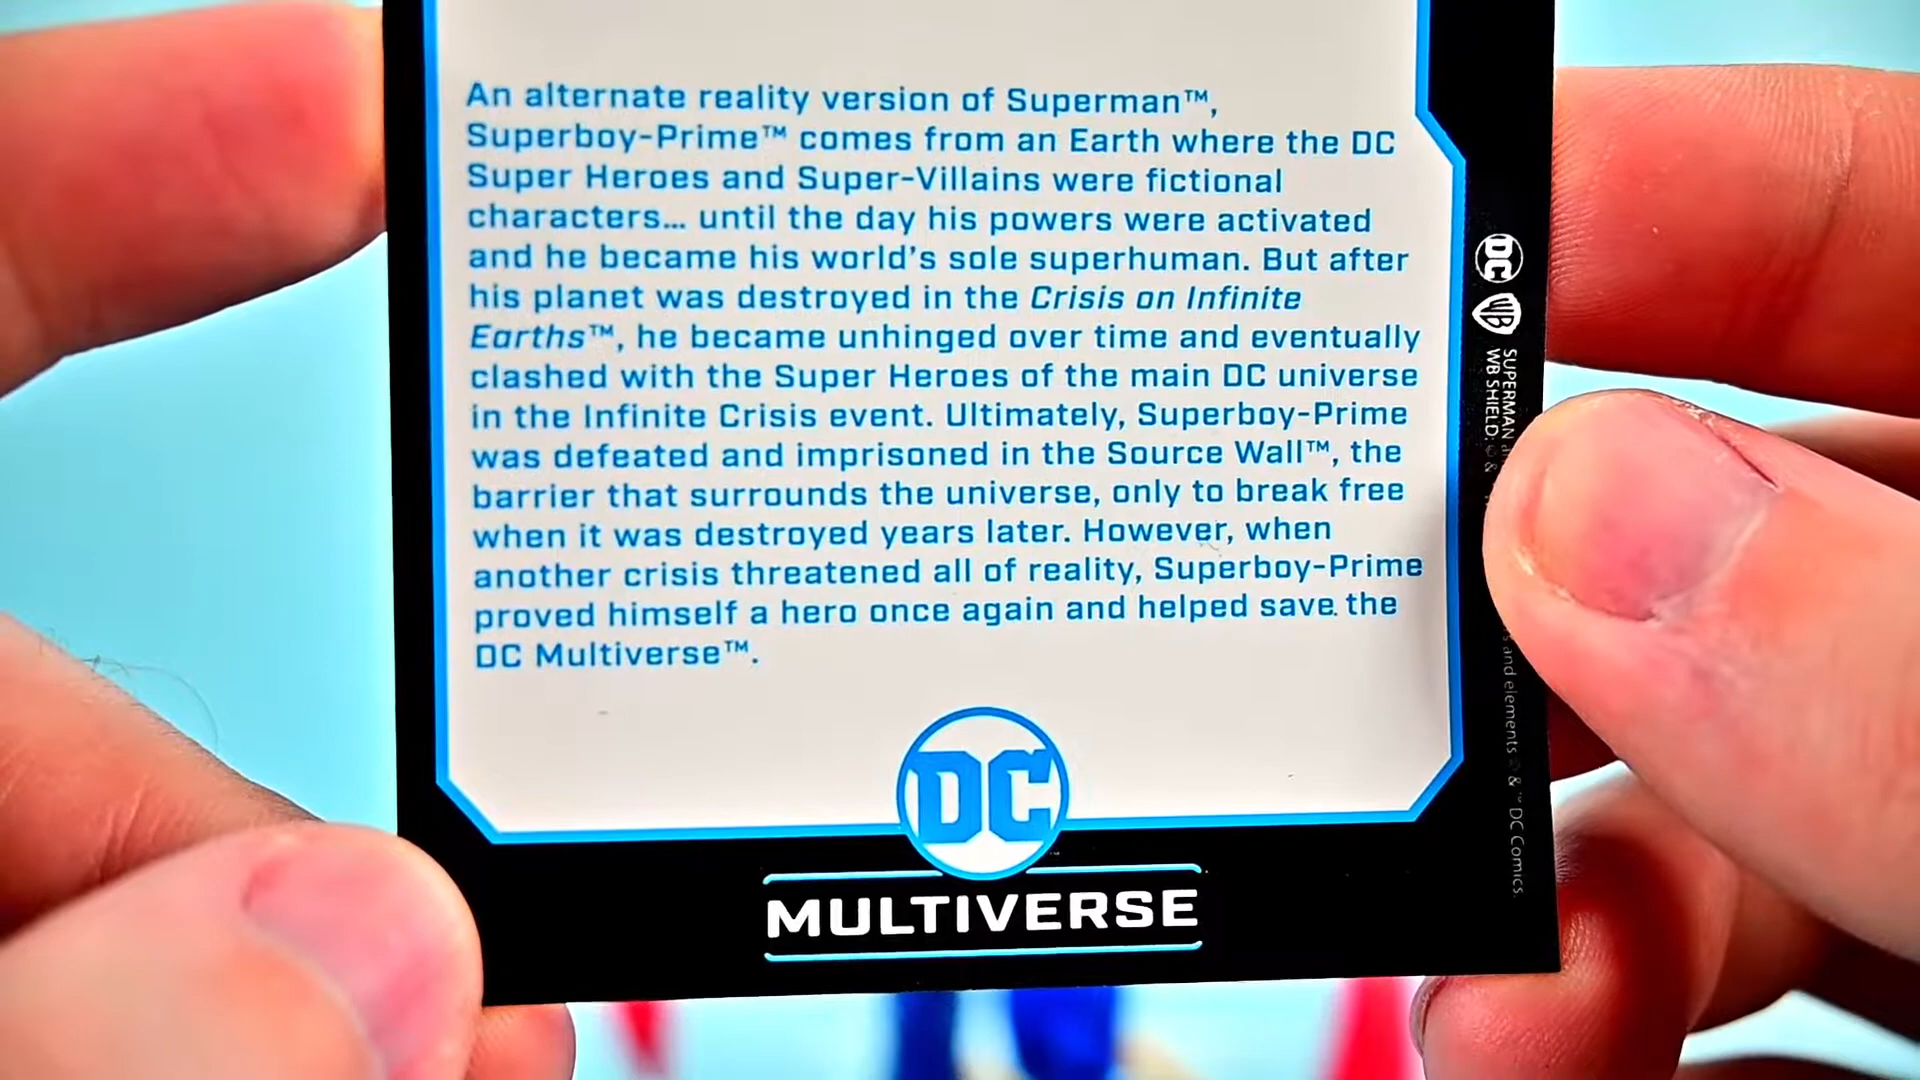 An alternate reality version of Superman™,
Superboy-Prime™ comes from an Earth where the DC
Super Heroes and Super-Villains were fictional
characters... until the day his powers were activated
and he became his world's sole superhuman. But after
his planet was destroyed in the Crisis on Infinite
Earths™, he became unhinged over time and eventually
clashed with the Super Heroes of the main DC universe
in the Infinite Crisis event. Ultimately, Superboy-Prime
was defeated and imprisoned in the Source Wall™, the
barrier that surrounds the universe, only to break free
when it was destroyed years later. However, when
another crisis threatened all of reality, Superboy-Prime
proved himself a hero once again and helped save the
DC Multiverse™.
DC
MULTIVERSE
DC
WB
SUPERMAN and elements © & ™ DC Comics.
WB SHIELD: © &